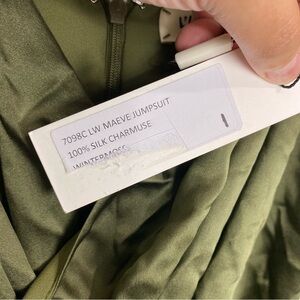 7098C LW MAEVE JUMPSUIT
100% SILK CHARMUSE
WINTERMOSS